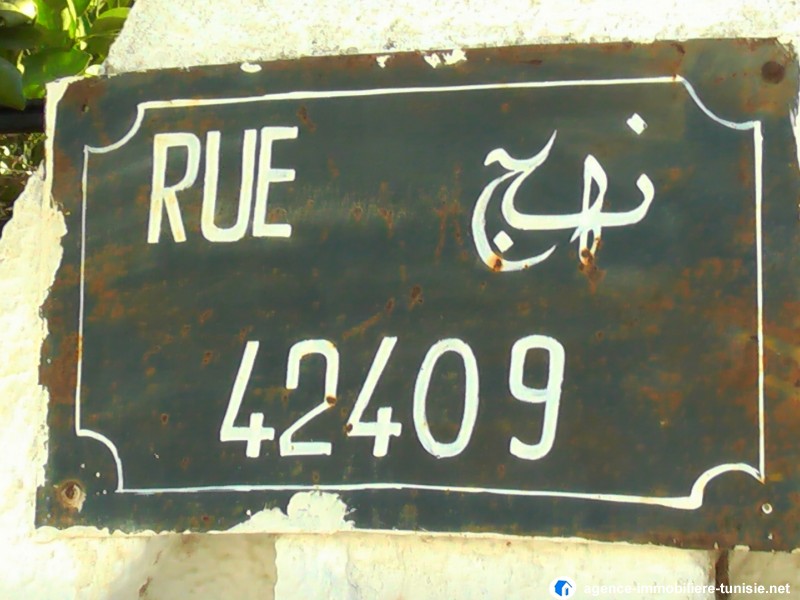 RUE نهج
42409
agence-immobiliere-tunisie.net